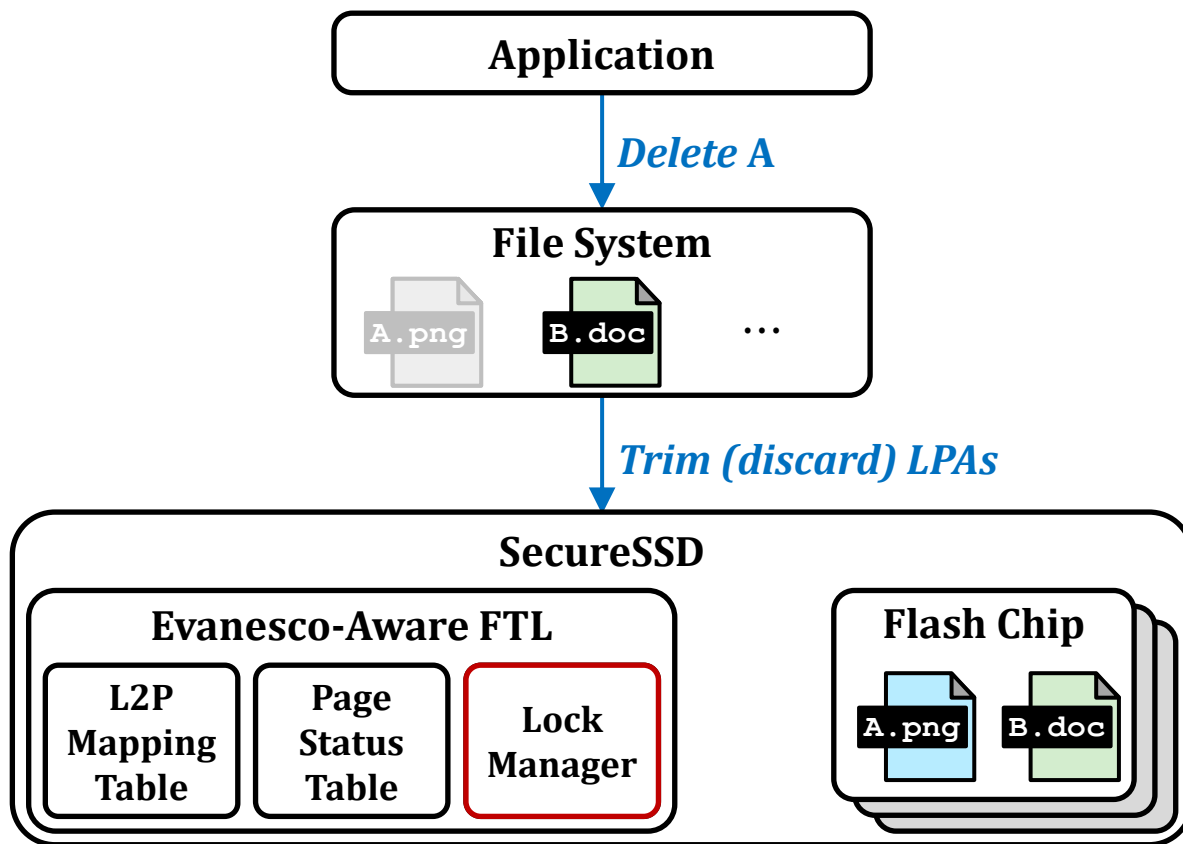 Application
Delete A
File System
A.png
B.doc
...
Trim (discard) LPAs
SecureSSD
Evanesco-Aware FTL
L2P
Mapping
Table
Page
Status
Table
Lock
Manager
Flash Chip
A.png
B.doc